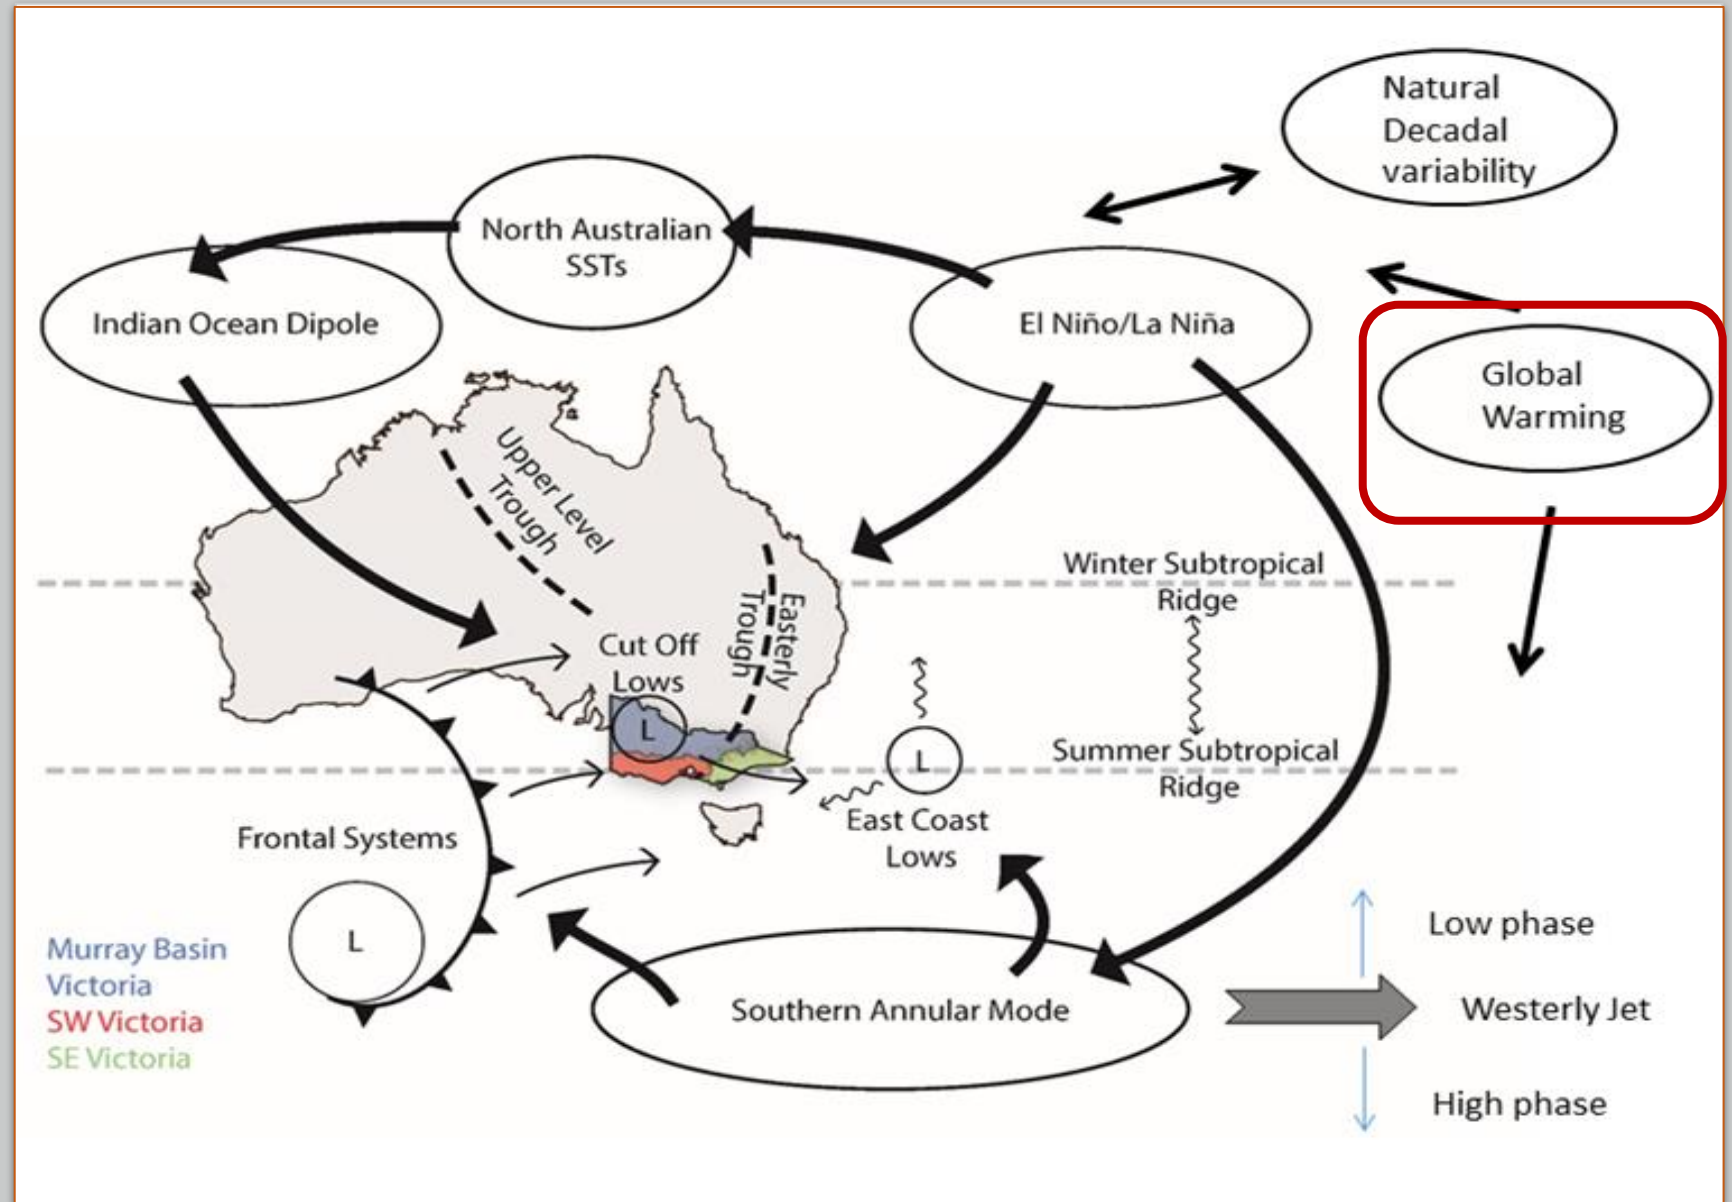 Natural
Decadal
variability
North Australian
SSTs
Indian Ocean Dipole
El Niño/La Niña
Global
Warming
Upper Level
Trough
Easterly
Trough
Winter Subtropical
Ridge
Cut Off
Lows
L
L
Summer Subtropical
Ridge
East Coast
Lows
Frontal Systems
L
Murray Basin
Victoria
SW Victoria
SE Victoria
Southern Annular Mode
Low phase
Westerly Jet
High phase